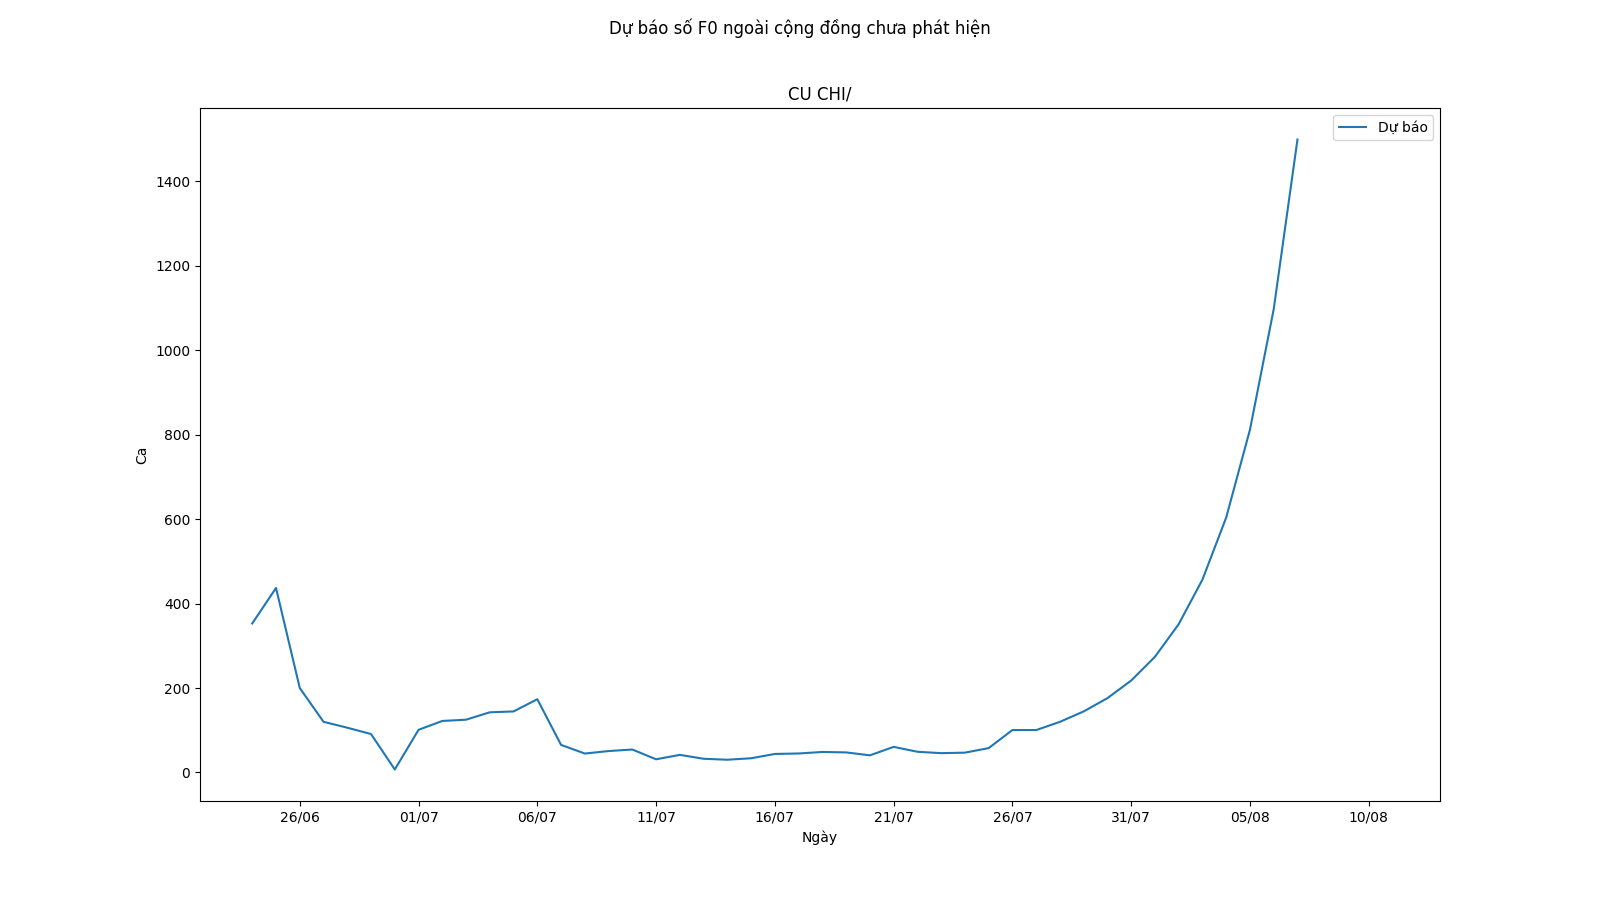 Dự báo số F0 ngoài cộng đồng chưa phát hiện
CU CHI/
Dự báo
1400
1200
1000
800
600
400
200
0
Ca
26/06 01/07 06/07 11/07 16/07 21/07 26/07 31/07 05/08 10/08
Ngày